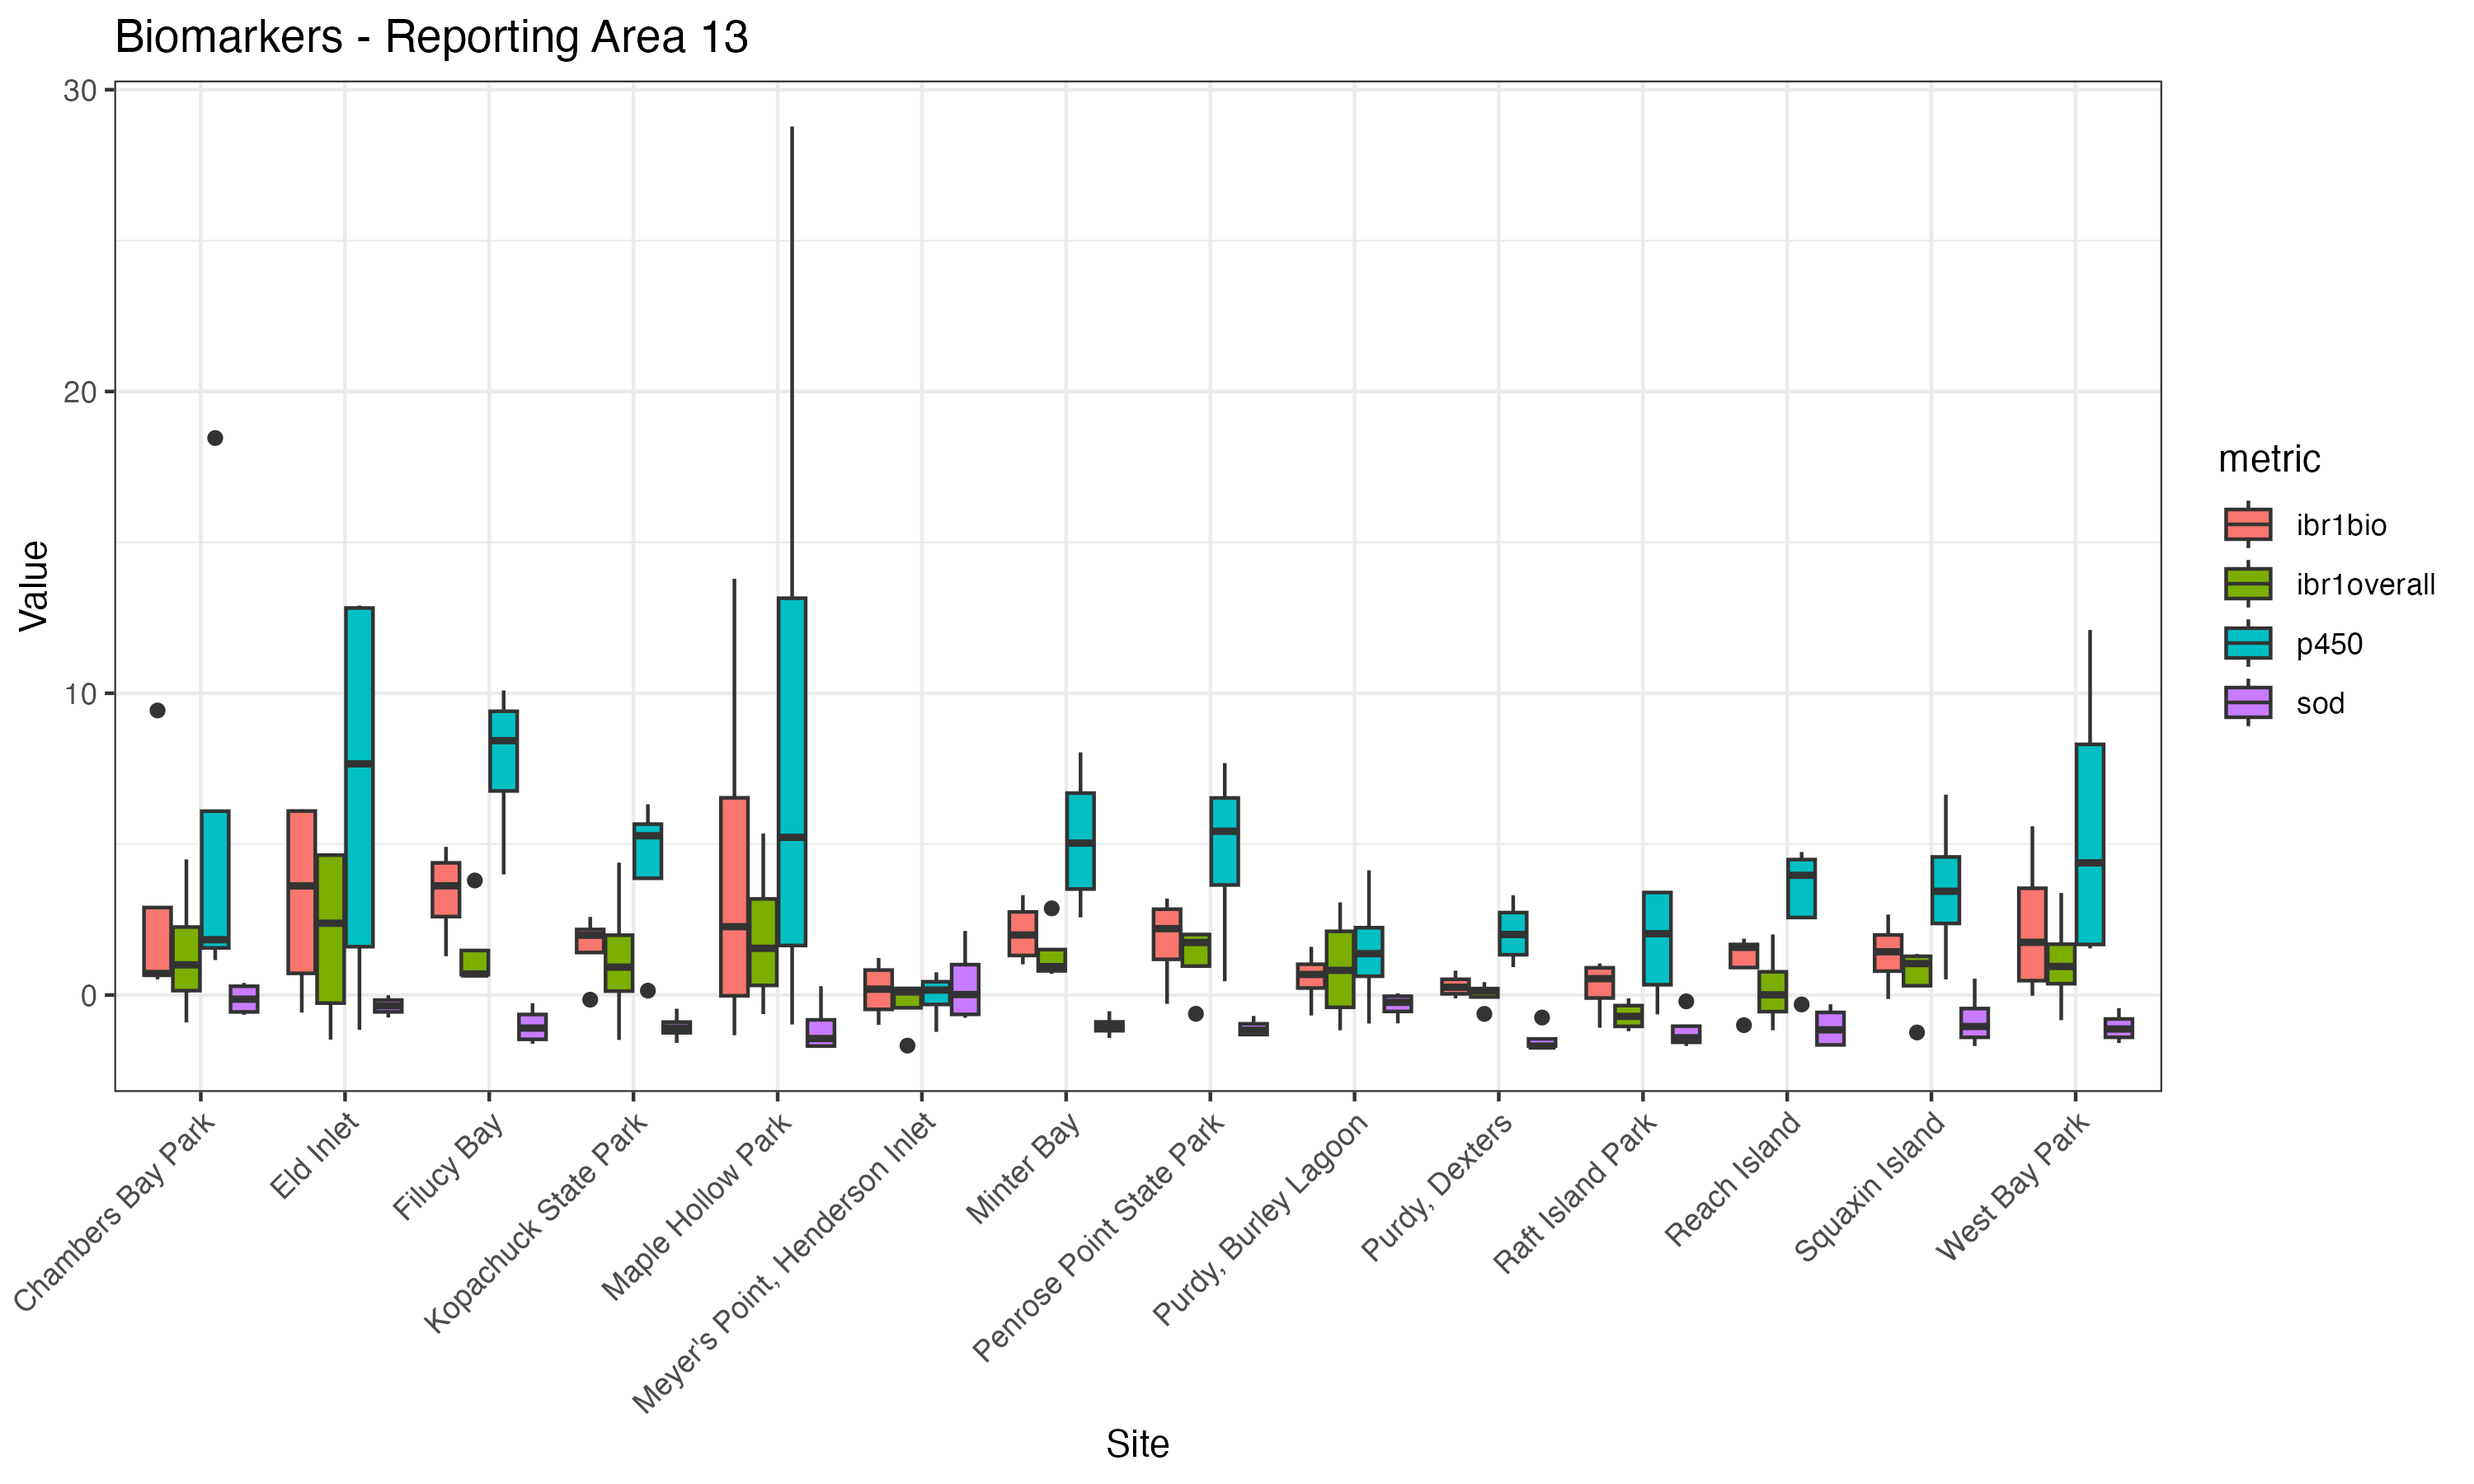 Biomarkers - Reporting Area 13
30
20
10
0
Value
Chambers Bay Park
Eld Inlet
Filucy Bay
Kopachuck State Park
Maple Hollow Park
Meyer's Point, Henderson Inlet
Minter Bay
Penrose Point State Park
Purdy, Burley Lagoon
Purdy, Dexters
Raft Island Park
Reach Island
Squaxin Island
West Bay Park
Site
metric
ibr1bio
ibr1overall
p450
sod